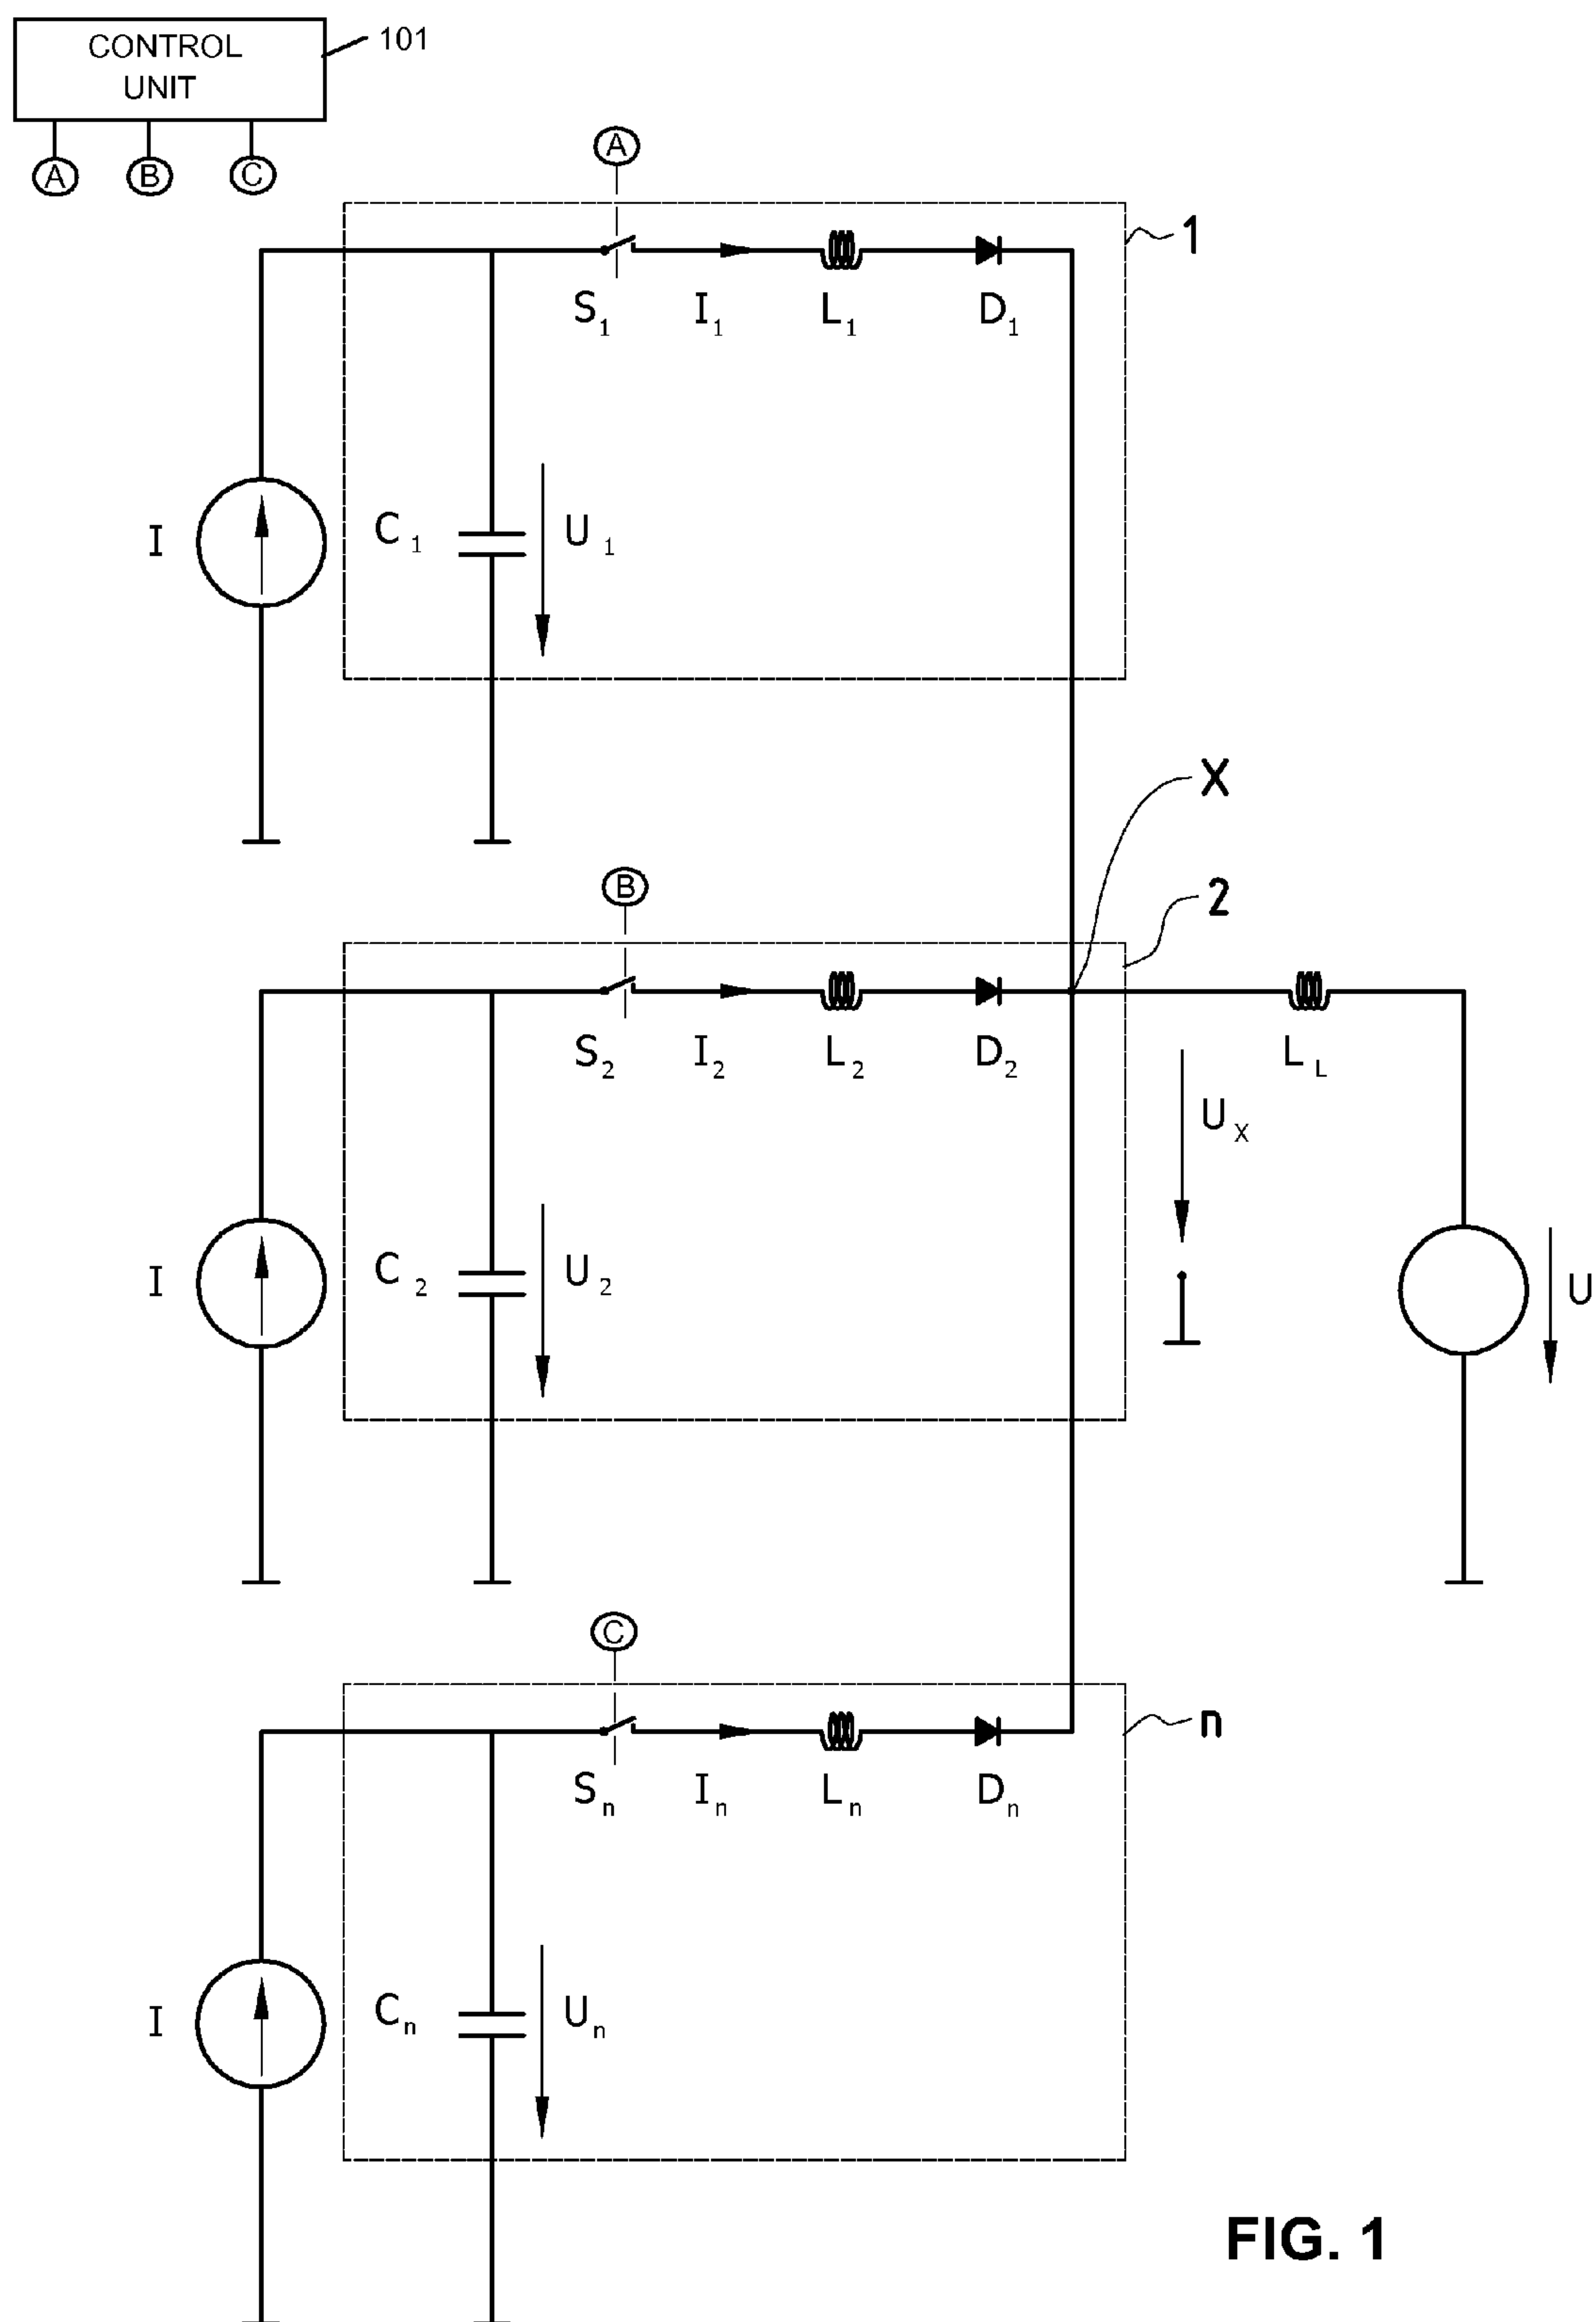 CONTROL
UNIT
101
A B C
A
1
S1 I1 L1 D1
I
C1
U1
X
B
2
S2 I2 L2 D2
LL
UX
I
C2
U2
U
C
n
Sn In Ln Dn
I
Cn
Un
FIG. 1